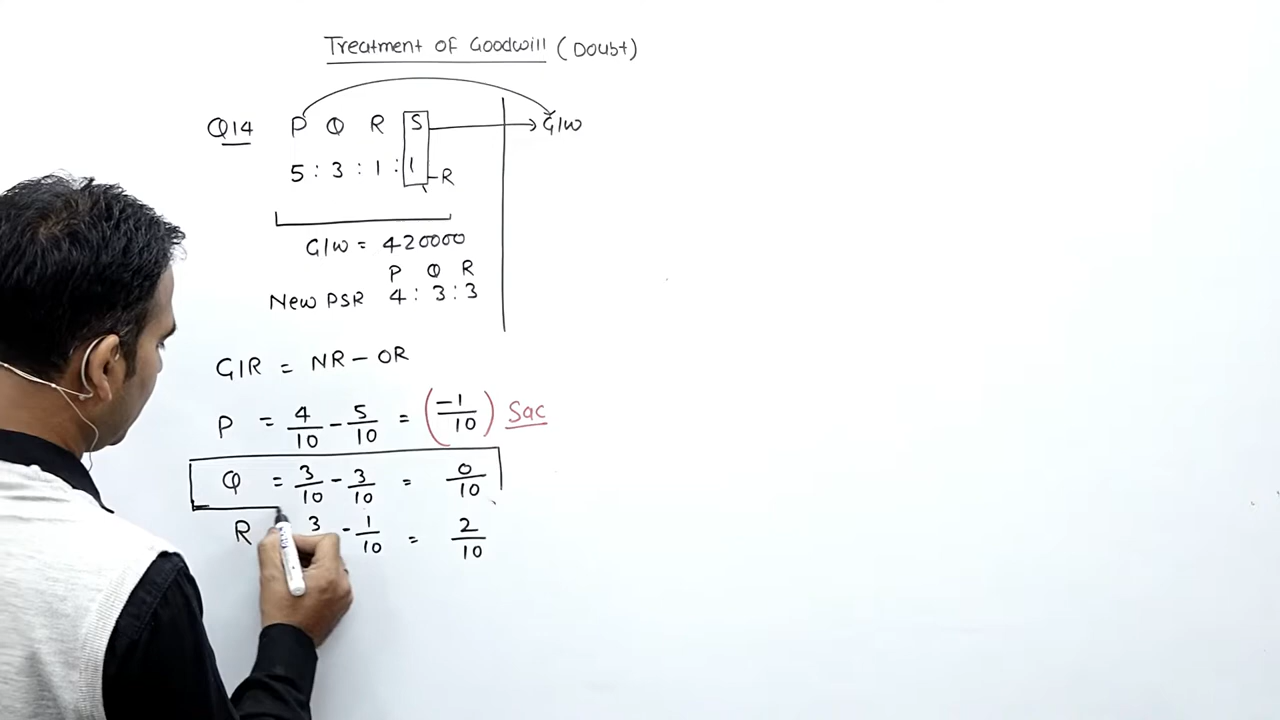 Treatment of Goodwill (Doubt)
Q14 P Q R S G/W
5 : 3 : 1 : 1 R
G/W = 420000
P Q R
New PSR 4 : 3 : 3
G/R = NR - OR
P = 4/10 - 5/10 = (-1/10) Sac
Q = 3/10 - 3/10 = 0/10
R 3 - 1/10 = 2/10